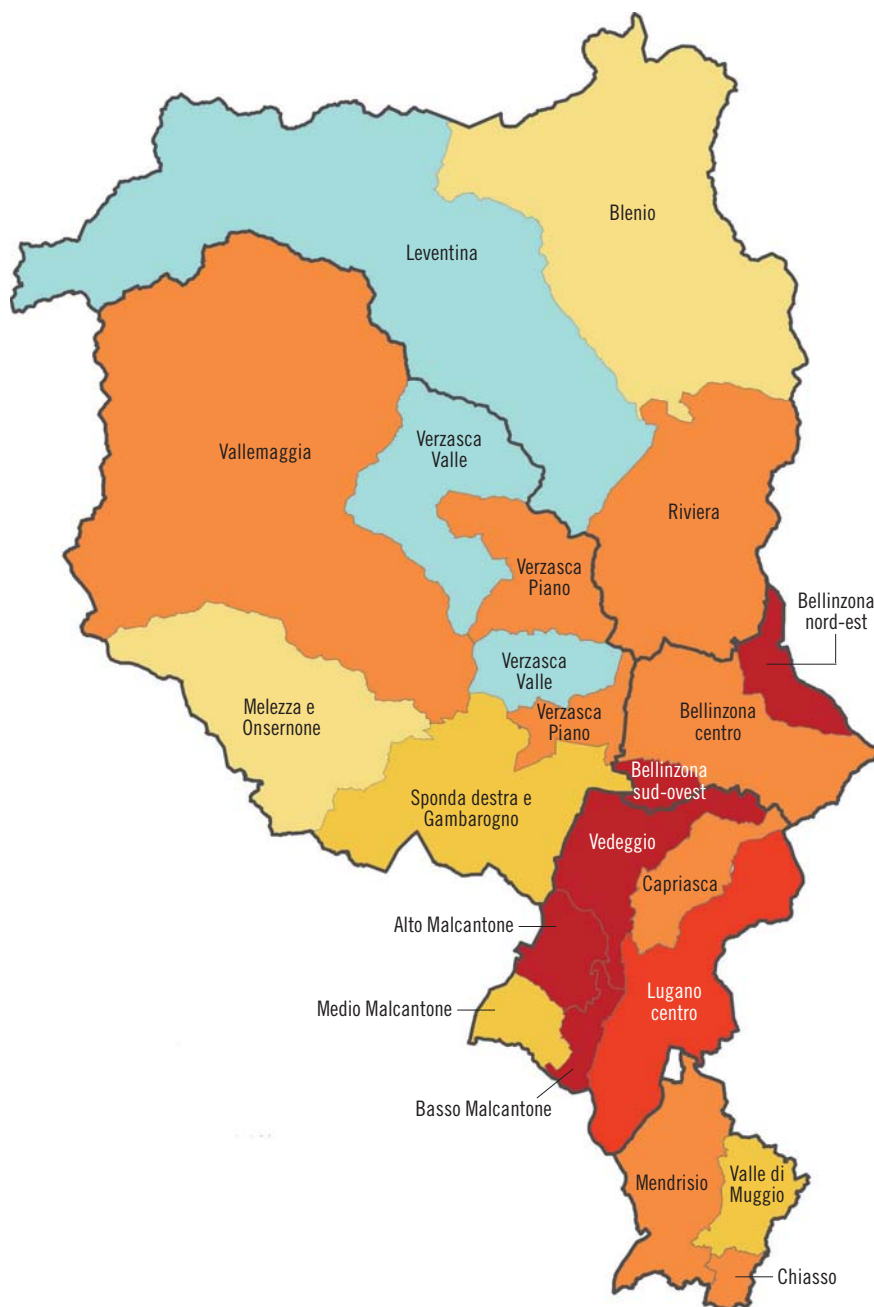 Blenio
Leventina
Verzasca
Valle
Vallemaggia
Riviera
Verzasca
Piano
Bellinzona
nord-est
Verzasca
Valle
Melezza e
Onsernone
Verzasca
Piano
Bellinzona
centro
Bellinzona
sud-ovest
Sponda destra e
Gambarogno
Vedeggio
Capriasca
Alto Malcantone
Lugano
centro
Medio Malcantone
Basso Malcantone
Mendrisio
Valle di
Muggio
Chiasso